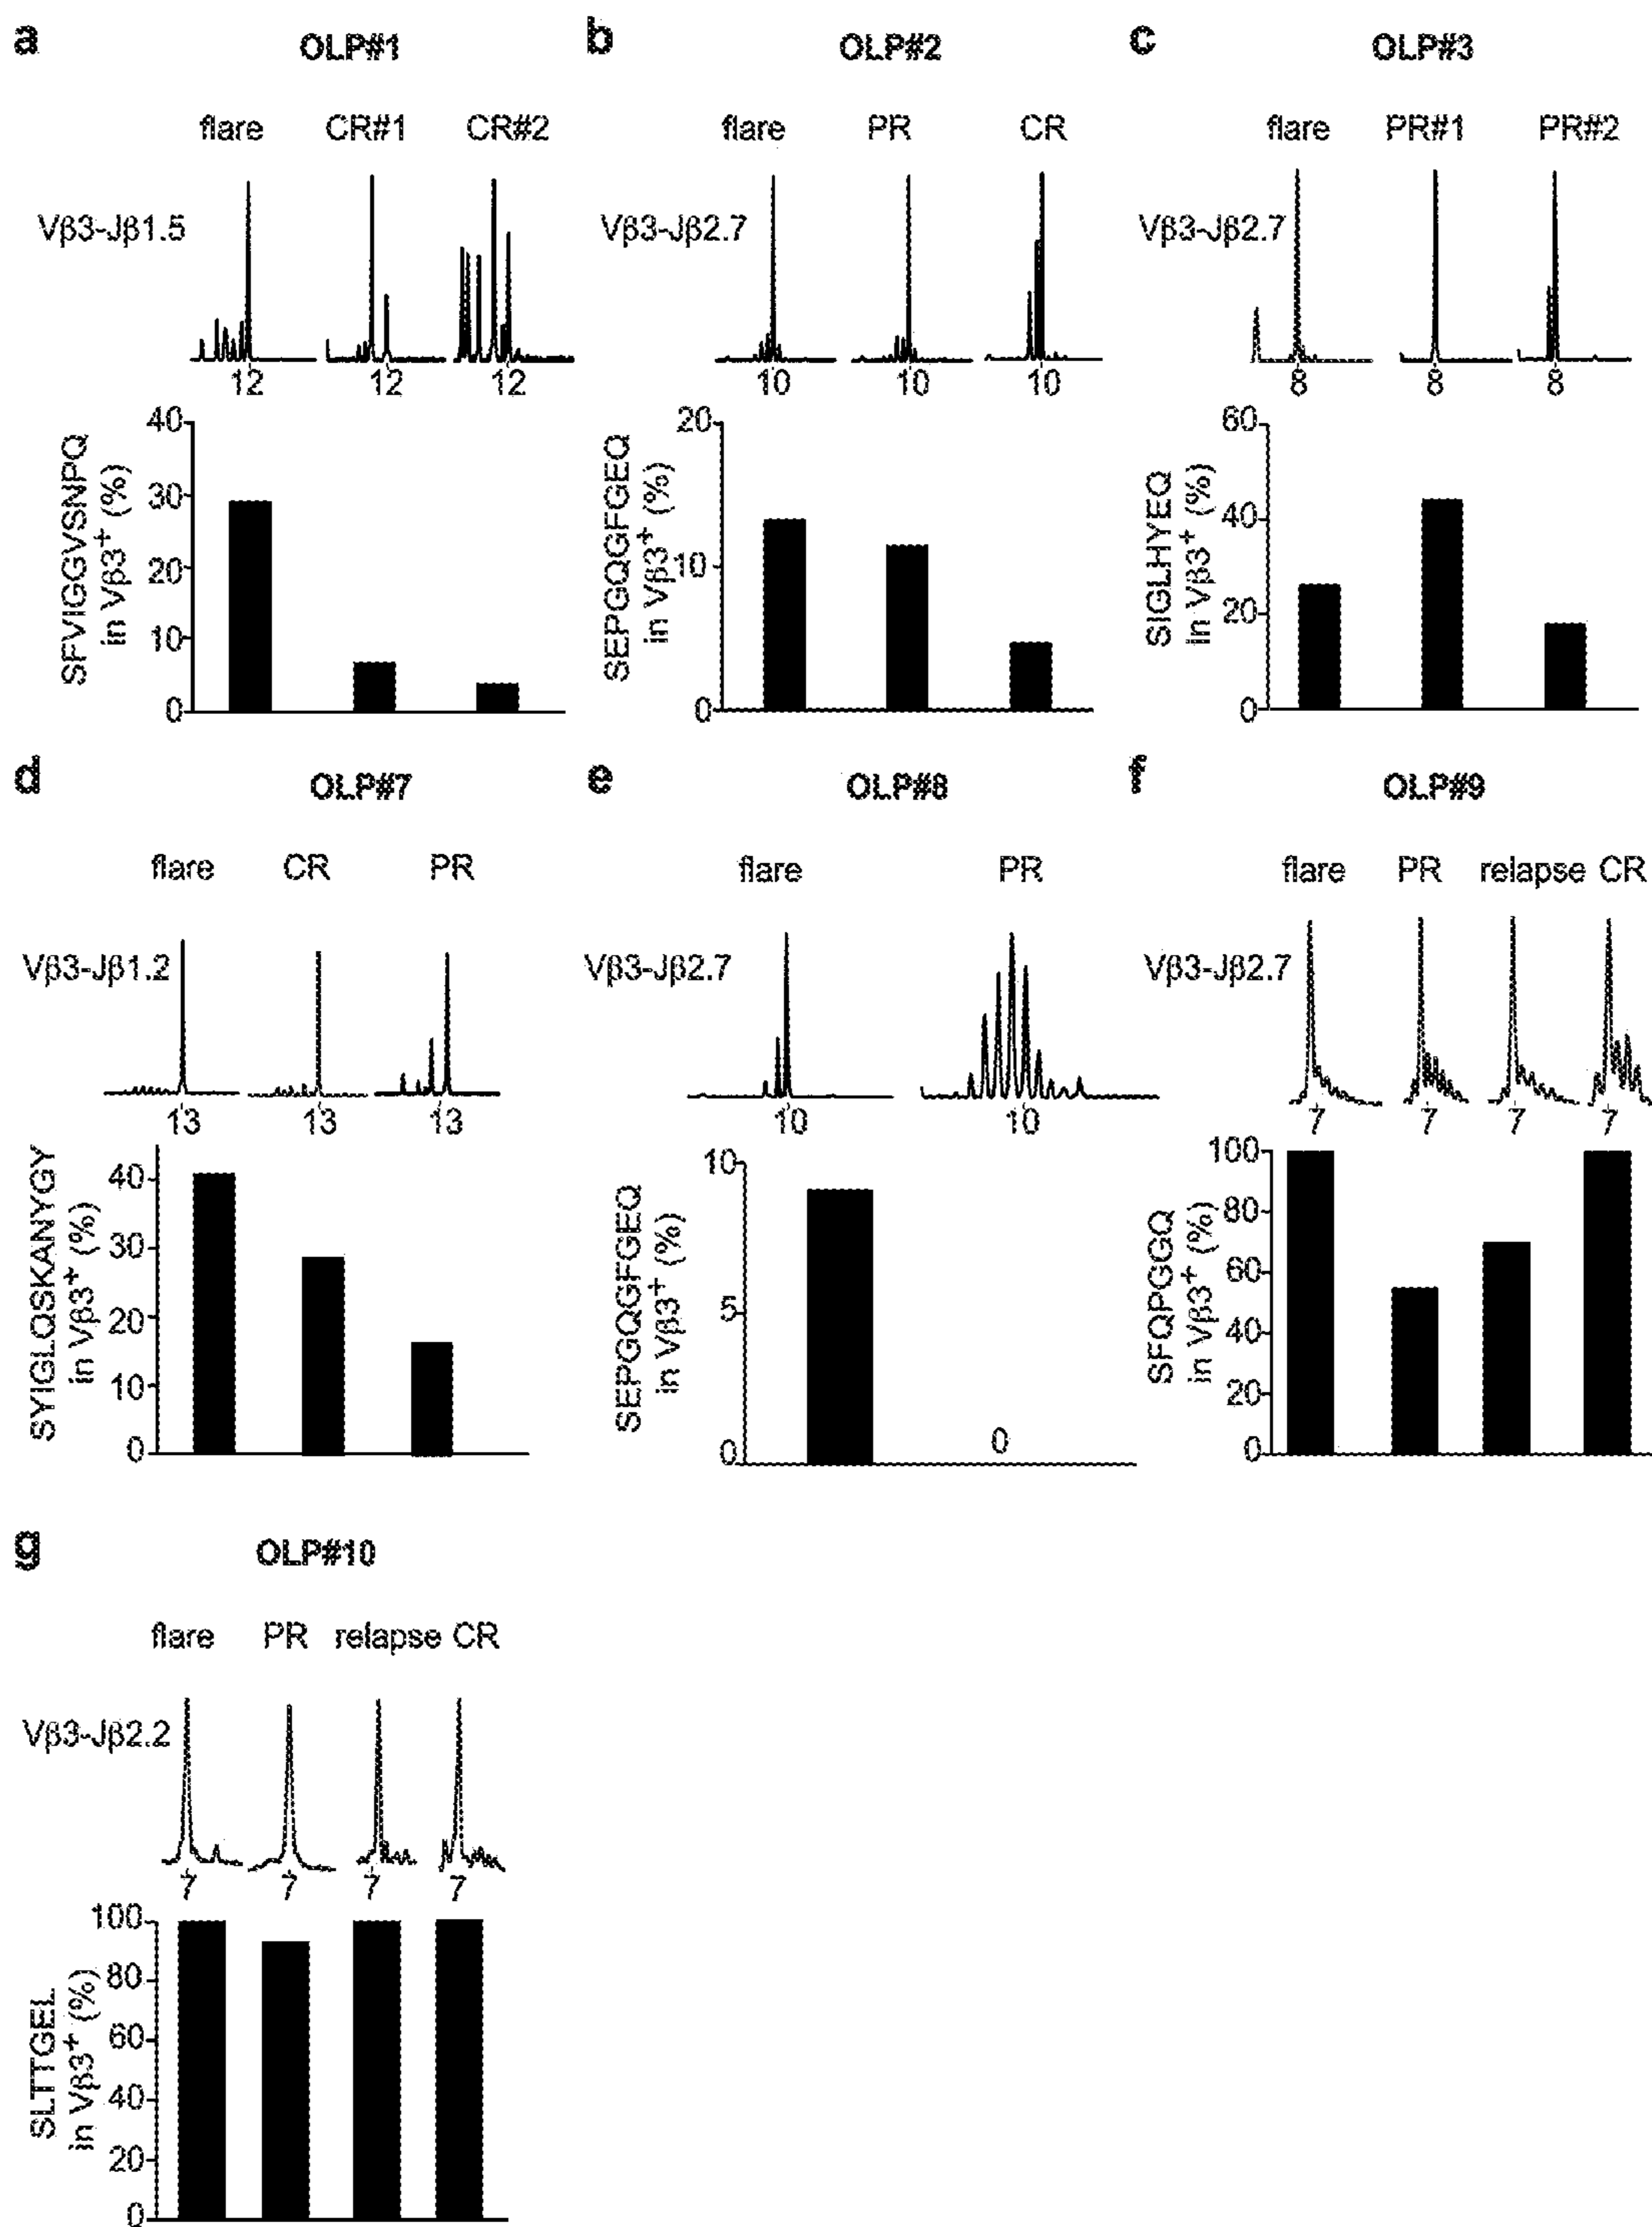 a
OLP#1
flare CR#1 CR#2
Vβ3-Jβ1.5
12 12 12
SFVIGGVSNPQ
in Vβ3+ (%)
40
30
20
10
0
b
OLP#2
flare PR CR
Vβ3-Jβ2.7
10 10 10
SEPGQGFGEQ
in Vβ3+ (%)
20
10
0
c
OLP#3
flare PR#1 PR#2
Vβ3-Jβ2.7
8 8 8
SIGLHYEQ
in Vβ3+ (%)
60
40
20
0
d
OLP#7
flare CR PR
Vβ3-Jβ1.2
13 13 13
SYIGLQSKANYGY
in Vβ3+ (%)
40
30
20
10
0
e
OLP#8
flare PR
Vβ3-Jβ2.7
10 10
SEPGQGFGEQ
in Vβ3+ (%)
10
5
0
0
f
OLP#9
flare PR relapse CR
Vβ3-Jβ2.7
7 7 7 7
SFQPGGQ
in Vβ3+ (%)
100
80
60
40
20
0
g
OLP#10
flare PR relapse CR
Vβ3-Jβ2.2
7 7 7 7
SLTTGEL
in Vβ3+ (%)
100
80
60
40
20
0